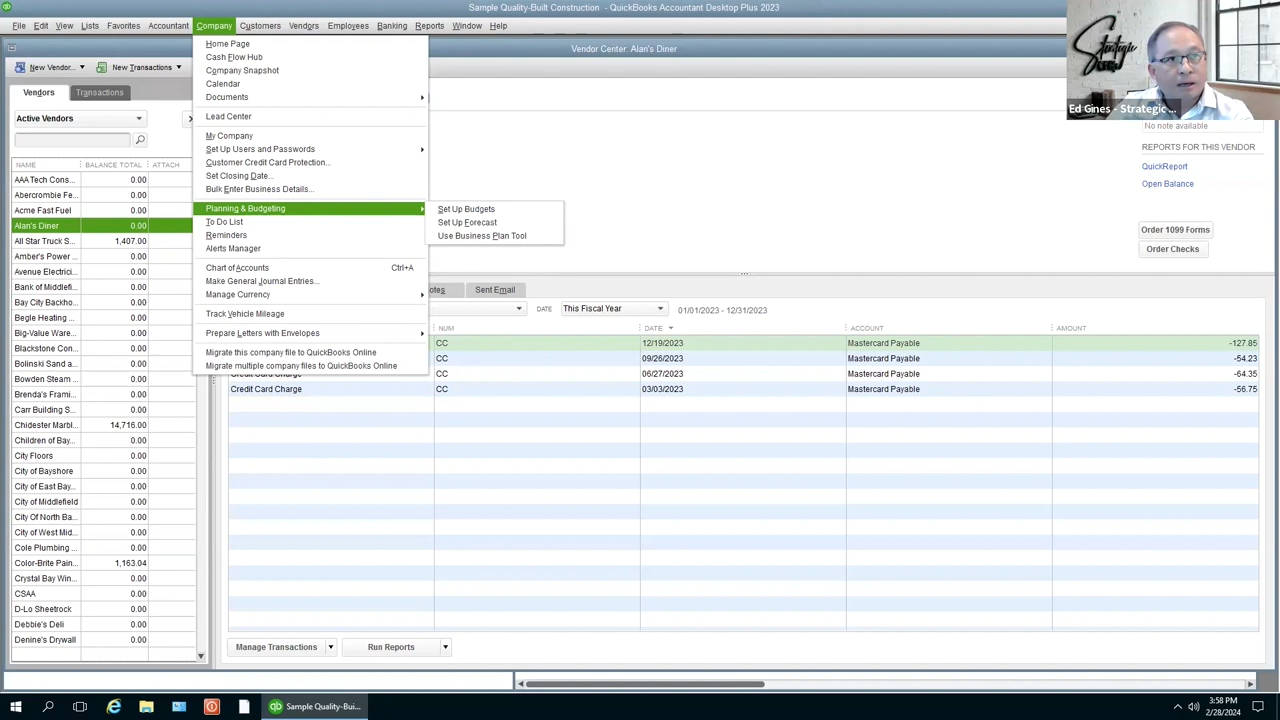 Sample Quality-Built Construction - QuickBooks Accountant Desktop Plus 2023
File Edit View Lists Favorites Accountant Company Customers Vendors Employees Banking Reports Window Help
Vendor Center: Alan's Diner
New Vendor... New Transactions
Vendors Transactions
Active Vendors
NAME BALANCE TOTAL ATTACH
AAA Tech Cons... 0.00
Abercrombie Fe... 0.00
Acme Fast Fuel 0.00
Alan's Diner 0.00
All Star Truck S... 1,407.00
Amber's Power ... 0.00
Avenue Electrici... 0.00
Bank of Middlefi... 0.00
Bay City Backho... 0.00
Begle Heating ... 0.00
Big-Value Ware... 0.00
Blackstone Con... 0.00
Bolinski Sand a... 0.00
Bowden Steam ... 0.00
Brenda's Frami... 0.00
Carr Building S... 0.00
Chidester Marbl... 14,716.00
Children of Bay... 0.00
City Floors 0.00
City of Bayshore 0.00
City of East Bay... 0.00
City of Middlefield 0.00
City Of North Ba... 0.00
City of West Mid... 0.00
Cole Plumbing ... 0.00
Color-Brite Pain... 1,163.04
Crystal Bay Win... 0.00
CSAA 0.00
D-Lo Sheetrock 0.00
Debbie's Deli 0.00
Denine's Drywall 0.00
Home Page
Cash Flow Hub
Company Snapshot
Calendar
Documents
Lead Center
My Company
Set Up Users and Passwords
Customer Credit Card Protection...
Set Closing Date...
Bulk Enter Business Details...
Planning & Budgeting
To Do List
Reminders
Alerts Manager
Chart of Accounts Ctrl+A
Make General Journal Entries...
Manage Currency
Track Vehicle Mileage
Prepare Letters with Envelopes
Migrate this company file to QuickBooks Online
Migrate multiple company files to QuickBooks Online
Set Up Budgets
Set Up Forecast
Use Business Plan Tool
Strategic
Ed Gines - Strategic ...
No note available
REPORTS FOR THIS VENDOR
QuickReport
Open Balance
Order 1099 Forms
Order Checks
otes Sent Email
DATE This Fiscal Year 01/01/2023 - 12/31/2023
NUM DATE ACCOUNT AMOUNT
CC 12/19/2023 Mastercard Payable -127.85
CC 09/26/2023 Mastercard Payable -54.23
Credit Card Charge CC 06/27/2023 Mastercard Payable -64.35
Credit Card Charge CC 03/03/2023 Mastercard Payable -56.75
Manage Transactions Run Reports
Sample Quality-Bui...
3:58 PM
2/28/2024